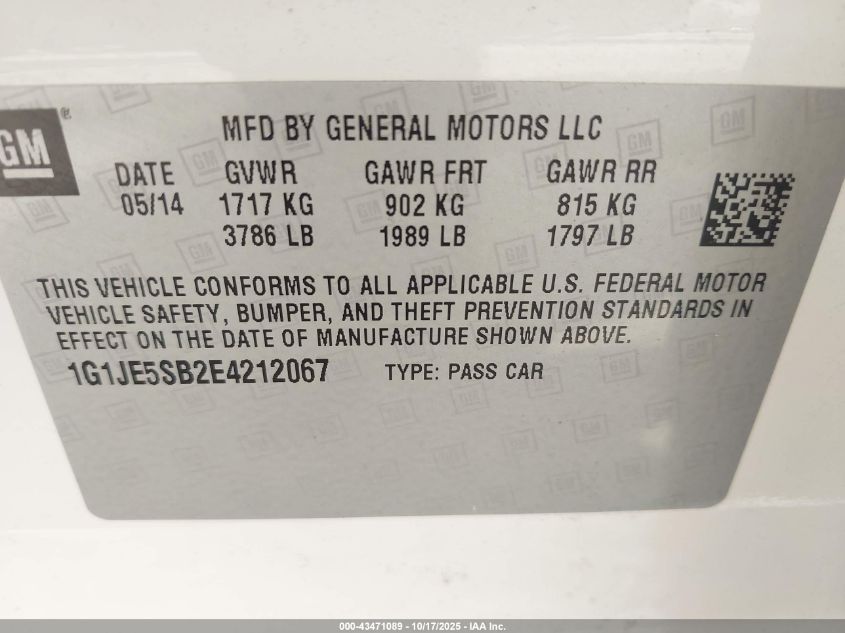 GM ®
MFD BY GENERAL MOTORS LLC
DATE GVWR GAWR FRT GAWR RR
05/14 1717 KG 902 KG 815 KG
3786 LB 1989 LB 1797 LB
THIS VEHICLE CONFORMS TO ALL APPLICABLE U.S. FEDERAL MOTOR
VEHICLE SAFETY, BUMPER, AND THEFT PREVENTION STANDARDS IN
EFFECT ON THE DATE OF MANUFACTURE SHOWN ABOVE.
1G1JE5SB2E4212067 TYPE: PASS CAR
000-43471089 - 10/17/2025 - IAA Inc.